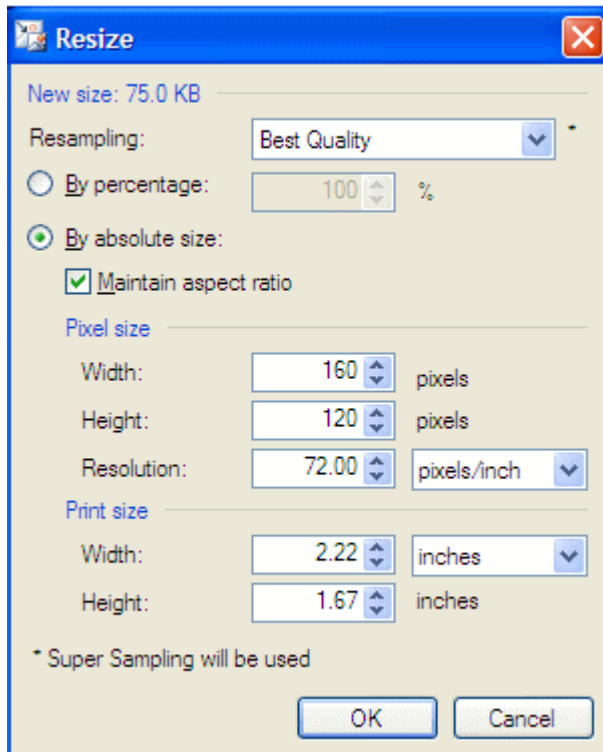 Resize
New size: 75.0 KB
Resampling: Best Quality *
By percentage: 100 %
By absolute size:
Maintain aspect ratio
Pixel size
Width: 160 pixels
Height: 120 pixels
Resolution: 72.00 pixels/inch
Print size
Width: 2.22 inches
Height: 1.67 inches
* Super Sampling will be used
OK Cancel